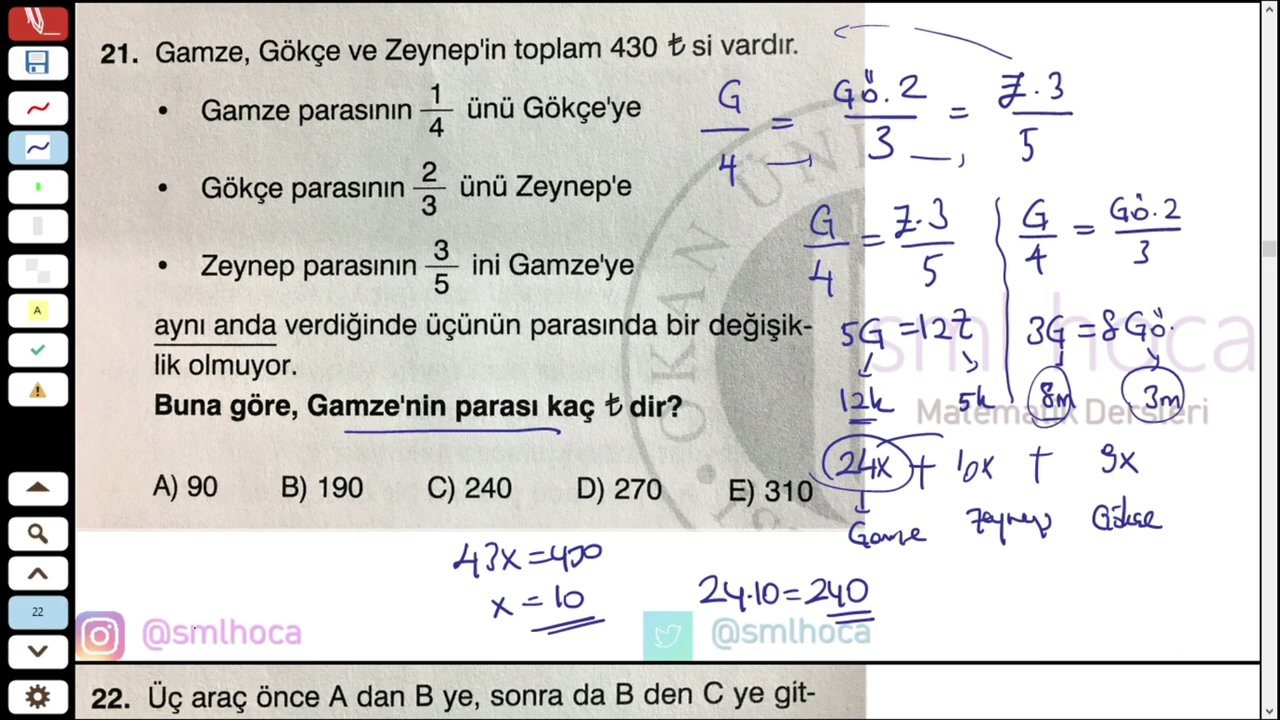 21. Gamze, Gökçe ve Zeynep'in toplam 430 ₺ si vardır.
• Gamze parasının 1/4 ünü Gökçe'ye
• Gökçe parasının 2/3 ünü Zeynep'e
• Zeynep parasının 3/5 ini Gamze'ye
aynı anda verdiğinde üçünün parasında bir değişik-
lik olmuyor.
Buna göre, Gamze'nin parası kaç ₺ dir?
A) 90 B) 190 C) 240 D) 270 E) 310
G/4 = Gö.2/3 = Z.3/5
G/4 = Z.3/5
5G = 12Z
12k 5k
G/4 = Gö.2/3
3G = 8Gö.
8m 3m
24x + 10x + 9x
Zeynep Gökçe
43x = 430
x = 10
24.10 = 240
OKAN ÜNİ
smlhoca
Matematik Dersleri
@smlhoca
@smlhoca
A
22
22. Üç araç önce A dan B ye, sonra da B den C ye git-